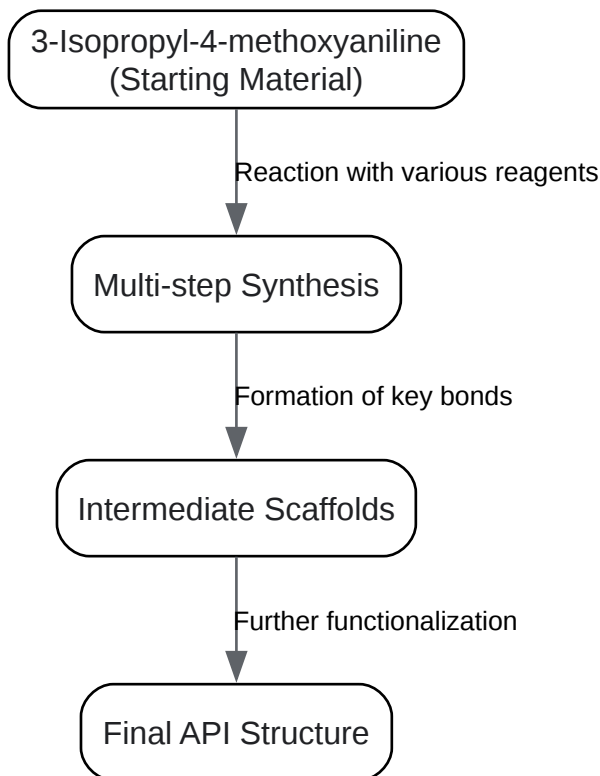 3-Isopropyl-4-methoxyaniline
(Starting Material)
Reaction with various reagents
Multi-step Synthesis
Formation of key bonds
Intermediate Scaffolds
Further functionalization
Final API Structure